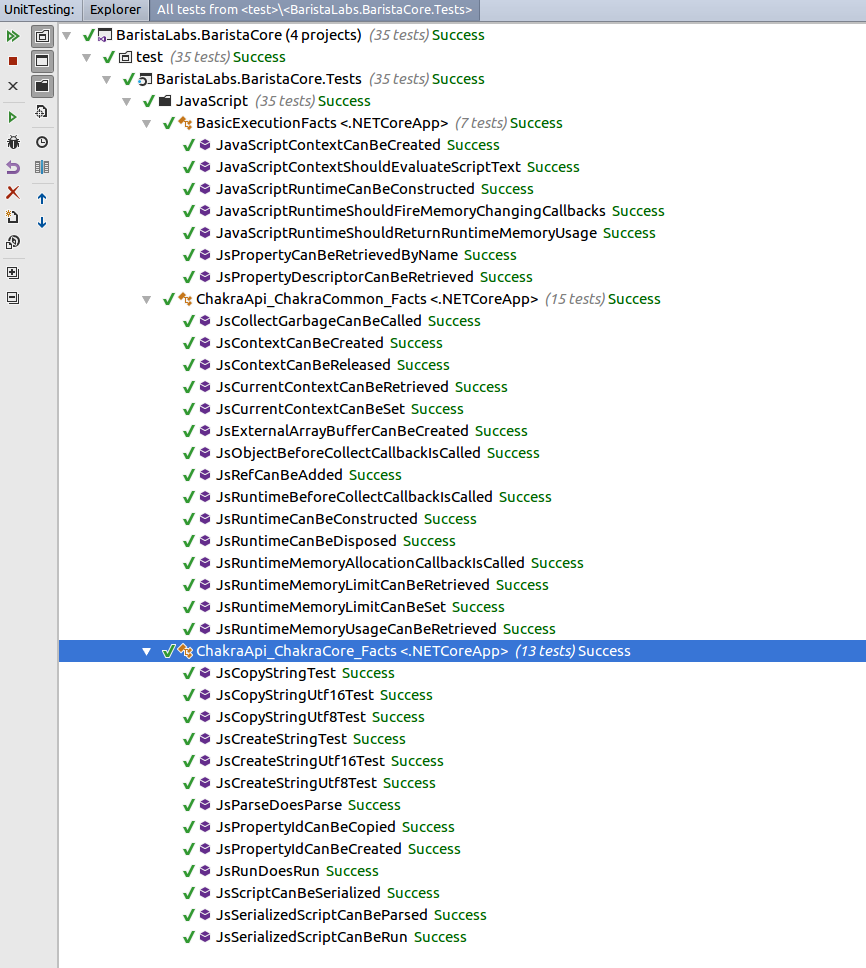 UnitTesting: Explorer All tests from <test>\<BaristaLabs.BaristaCore.Tests>
BaristaLabs.BaristaCore (4 projects) (35 tests) Success
test (35 tests) Success
BaristaLabs.BaristaCore.Tests (35 tests) Success
JavaScript (35 tests) Success
BasicExecutionFacts <.NETCoreApp> (7 tests) Success
JavaScriptContextCanBeCreated Success
JavaScriptContextShouldEvaluateScriptText Success
JavaScriptRuntimeCanBeConstructed Success
JavaScriptRuntimeShouldFireMemoryChangingCallbacks Success
JavaScriptRuntimeShouldReturnRuntimeMemoryUsage Success
JsPropertyCanBeRetrievedByName Success
JsPropertyDescriptorCanBeRetrieved Success
ChakraApi_ChakraCommon_Facts <.NETCoreApp> (15 tests) Success
JsCollectGarbageCanBeCalled Success
JsContextCanBeCreated Success
JsContextCanBeReleased Success
JsCurrentContextCanBeRetrieved Success
JsCurrentContextCanBeSet Success
JsExternalArrayBufferCanBeCreated Success
JsObjectBeforeCollectCallbackIsCalled Success
JsRefCanBeAdded Success
JsRuntimeBeforeCollectCallbackIsCalled Success
JsRuntimeCanBeConstructed Success
JsRuntimeCanBeDisposed Success
JsRuntimeMemoryAllocationCallbackIsCalled Success
JsRuntimeMemoryLimitCanBeRetrieved Success
JsRuntimeMemoryLimitCanBeSet Success
JsRuntimeMemoryUsageCanBeRetrieved Success
ChakraApi_ChakraCore_Facts <.NETCoreApp> (13 tests) Success
JsCopyStringTest Success
JsCopyStringUtf16Test Success
JsCopyStringUtf8Test Success
JsCreateStringTest Success
JsCreateStringUtf16Test Success
JsCreateStringUtf8Test Success
JsParseDoesParse Success
JsPropertyIdCanBeCopied Success
JsPropertyIdCanBeCreated Success
JsRunDoesRun Success
JsScriptCanBeSerialized Success
JsSerializedScriptCanBeParsed Success
JsSerializedScriptCanBeRun Success